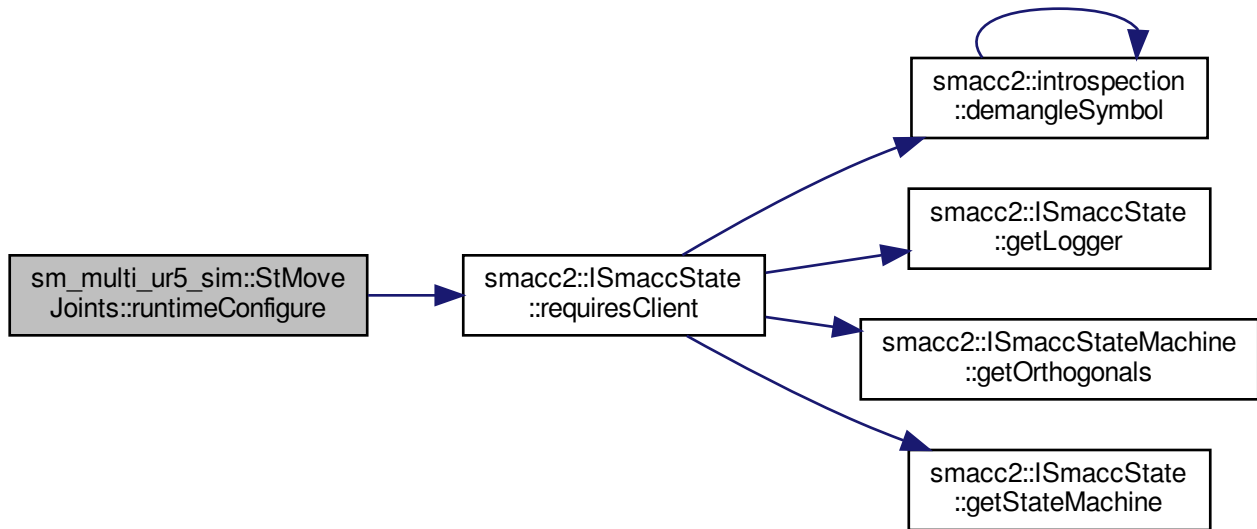 smacc2::introspection
::demangleSymbol
smacc2::ISmaccState
::getLogger
sm_multi_ur5_sim::StMove
Joints::runtimeConfigure
smacc2::ISmaccState
::requiresClient
smacc2::ISmaccStateMachine
::getOrthogonals
smacc2::ISmaccState
::getStateMachine